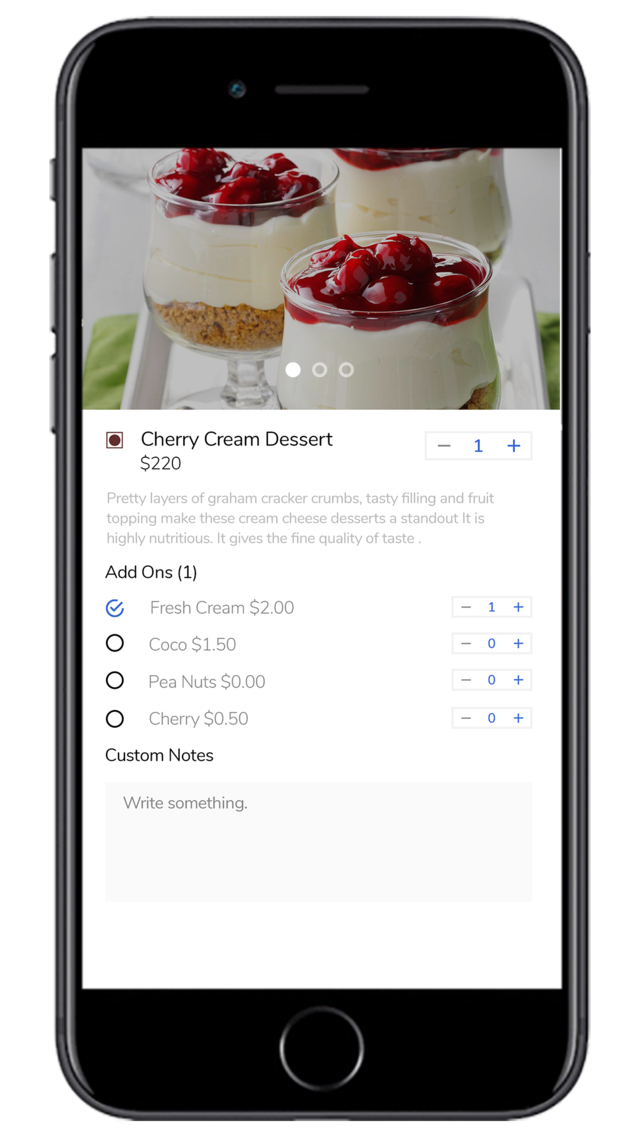 Cherry Cream Dessert
$220
− 1 +
Pretty layers of graham cracker crumbs, tasty filling and fruit
topping make these cream cheese desserts a standout It is
highly nutritious. It gives the fine quality of taste .
Add Ons (1)
Fresh Cream $2.00 − 1 +
Coco $1.50 − 0 +
Pea Nuts $0.00 − 0 +
Cherry $0.50 − 0 +
Custom Notes
Write something.